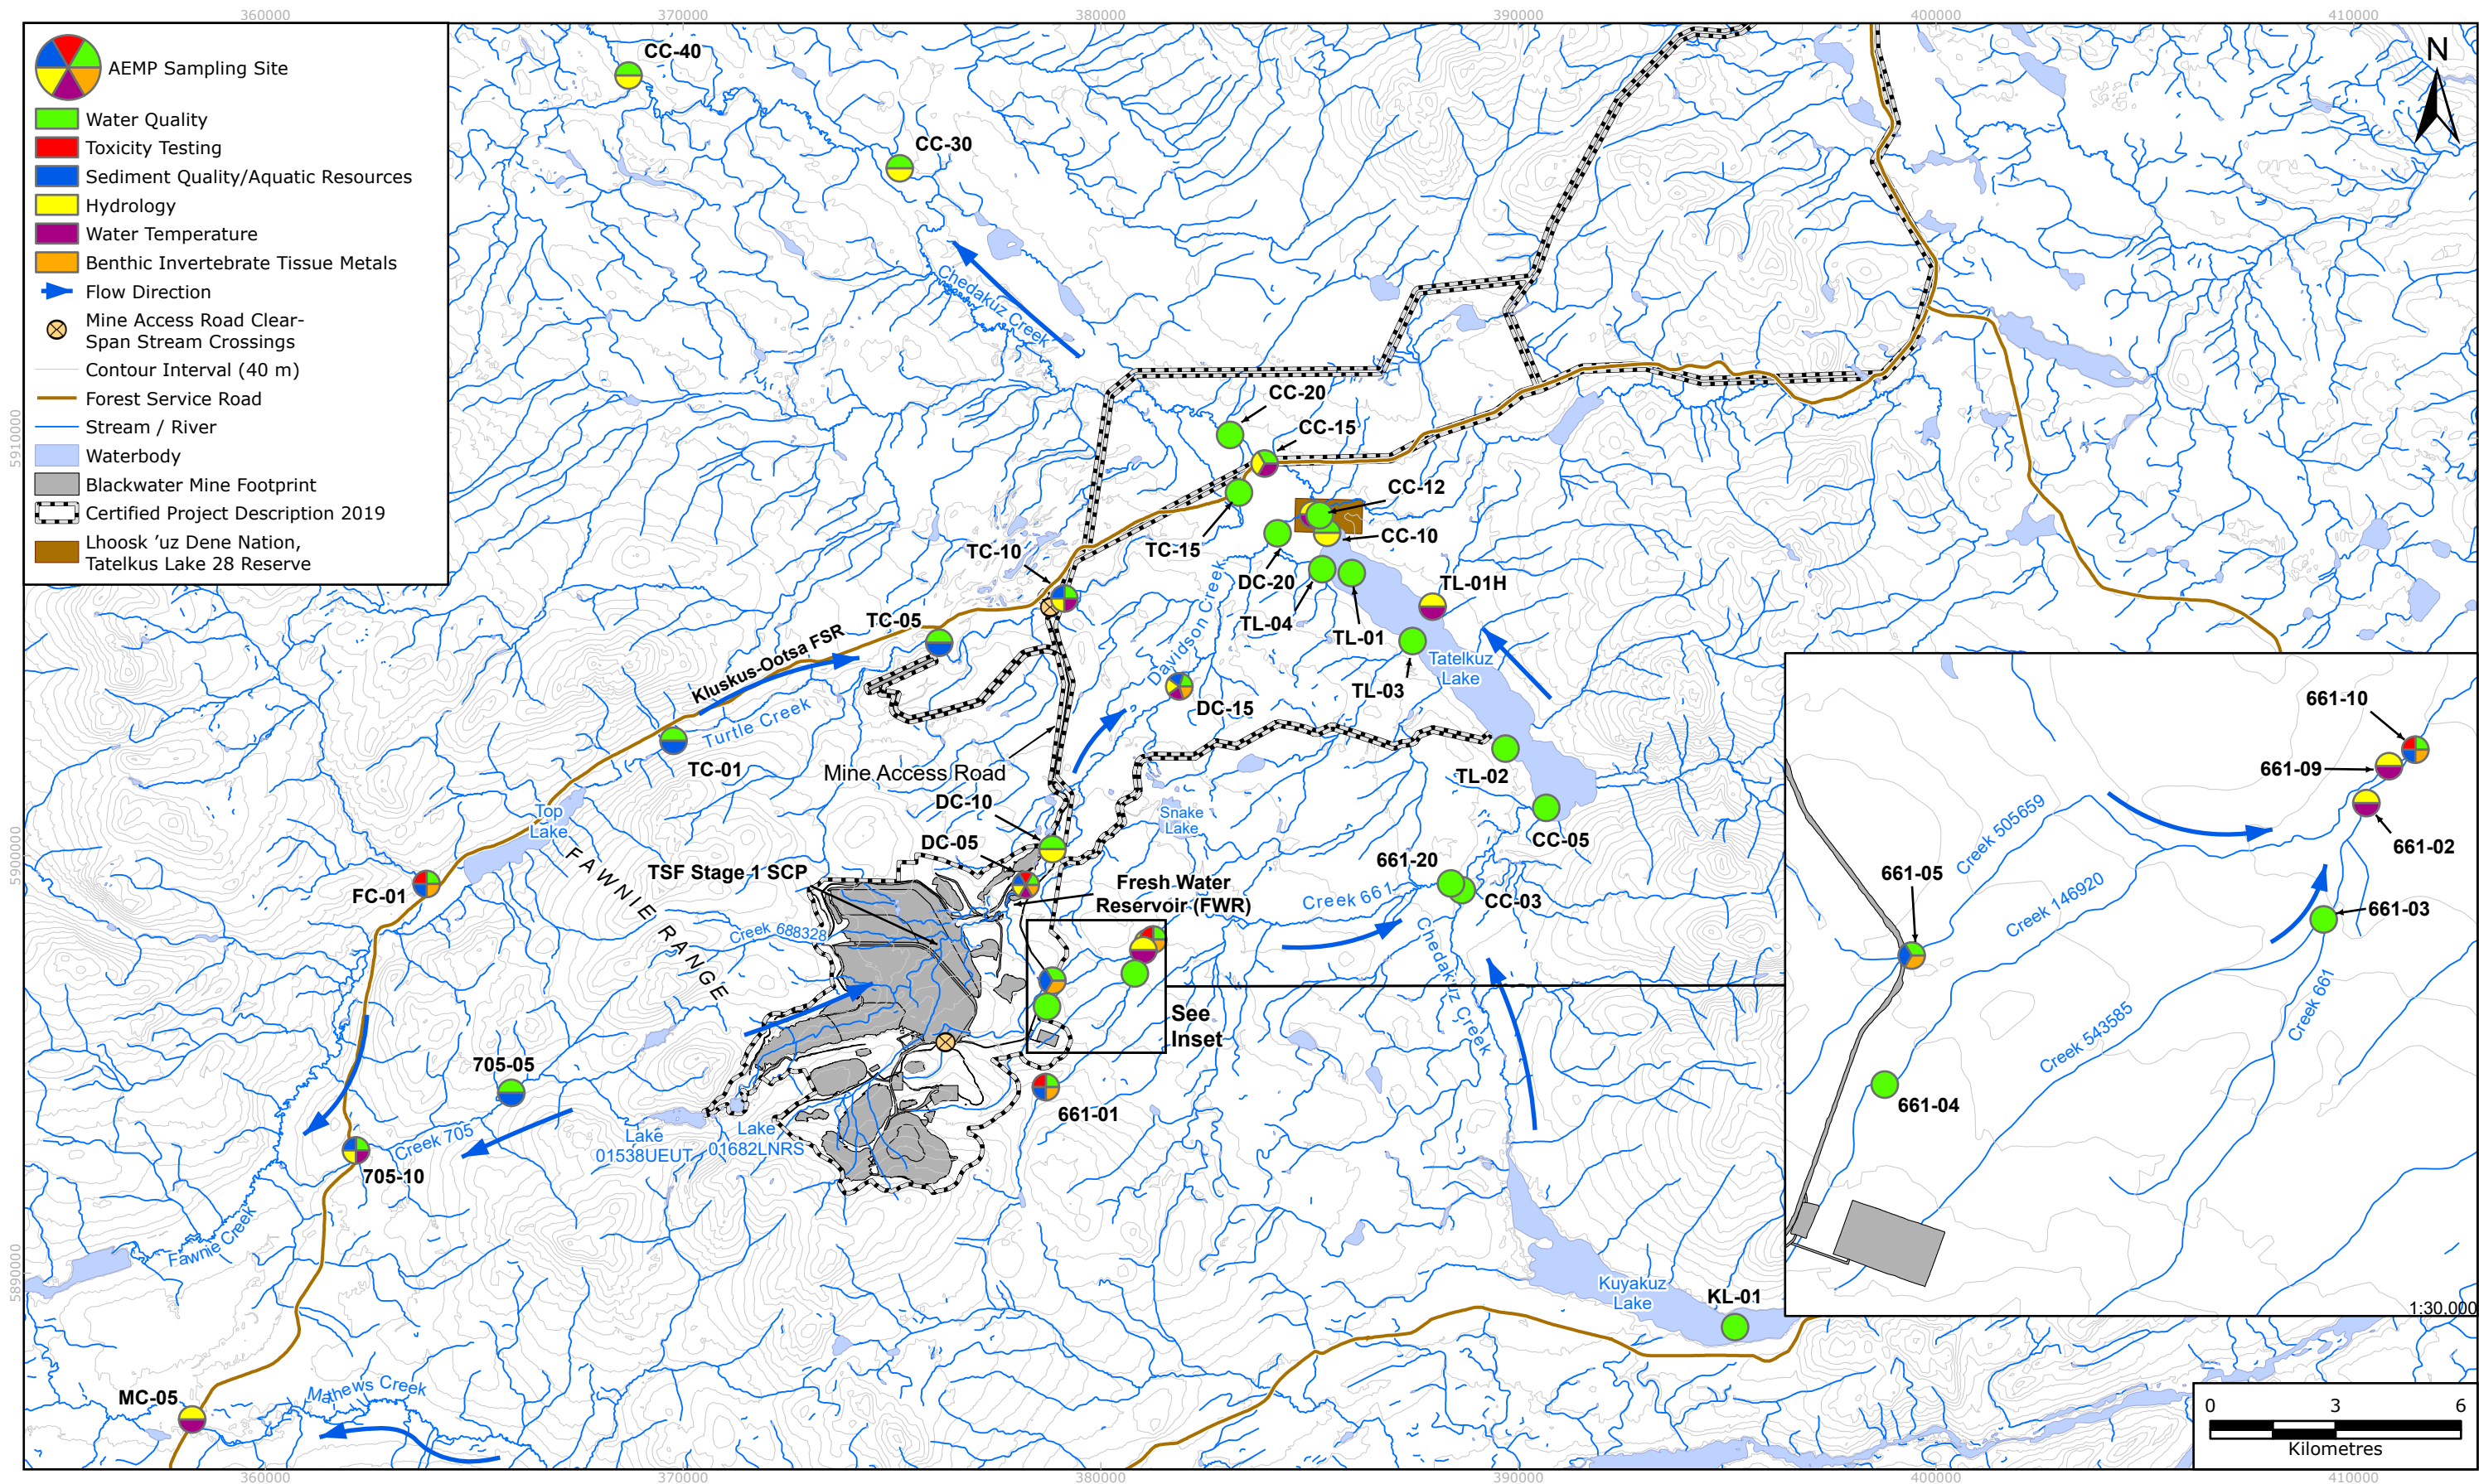 360000
370000
380000
390000
400000
410000
AEMP Sampling Site
Water Quality
Toxicity Testing
Sediment Quality/Aquatic Resources
Hydrology
Water Temperature
Benthic Invertebrate Tissue Metals
Flow Direction
Mine Access Road Clear-
Span Stream Crossings
Contour Interval (40 m)
Forest Service Road
Stream / River
Waterbody
Blackwater Mine Footprint
Certified Project Description 2019
Lhoosk 'uz Dene Nation,
Tatelkus Lake 28 Reserve
N
CC-40
CC-30
Chedakuz Creek
CC-20
CC-15
5910000
CC-12
CC-10
TC-15
TC-10
DC-20
TL-04
TL-01
TL-01H
TC-05
Kluskus-Ootsa FSR
Davidson Creek
Tatelkuz
Lake
TL-03
DC-15
Turtle Creek
TC-01
Mine Access Road
TL-02
DC-10
Top
Lake
Snake
Lake
DC-05
CC-05
5900000
TSF Stage 1 SCP
661-20
Fresh Water
Reservoir (FWR)
FC-01
FAWNIE RANGE
Creek 661
CC-03
Creek 688328
Chedakuz Creek
See
Inset
705-05
661-01
Creek 705
Lake
01538UEUT
Lake
01682LNRS
705-10
Fawnie Creek
5890000
Kuyakuz
Lake
KL-01
Mathews Creek
MC-05
661-10
661-09
661-02
Creek 505659
661-05
Creek 146920
661-03
Creek 661
Creek 543585
661-04
1:30.000
0 3 6
Kilometres
360000
370000
380000
390000
400000
410000